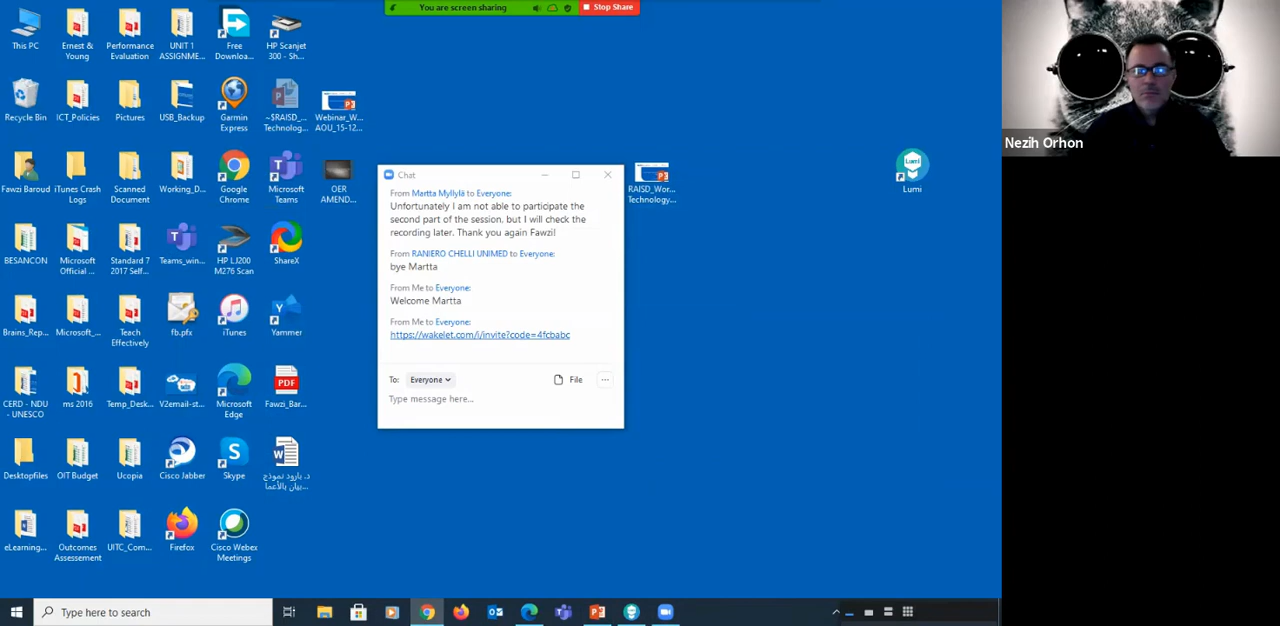 You are screen sharing
Stop Share
Nezih Orhon
This PC
Ernest &
Young
Performance
Evaluation
UNIT 1
ASSIGNME...
Free
Downloa...
HP Scanjet
300 - Sh...
Recycle Bin
ICT_Policies
Pictures
USB_Backup
Garmin
Express
~$RAISD_...
Technolog...
Webinar_W...
AOU_15-12...
Fawzi Baroud
iTunes Crash
Logs
Scanned
Document
Working_D...
Google
Chrome
Microsoft
Teams
OER
AMEND...
RAISD_Wor...
Technology...
Lumi
Lumi
BESANCON
Microsoft
Official ...
Standard 7
2017 Self...
Teams_win...
HP LJ200
M276 Scan
ShareX
Brains_Rep...
Microsoft_...
Teach
Effectively
fb.pfx
iTunes
Yammer
CERD - NDU
- UNESCO
ms 2016
Temp_Desk...
V2email-st...
Microsoft
Edge
PDF
Fawzi_Bar...
Desktopfiles
OIT Budget
Ucopia
Cisco Jabber
Skype
د. بارود نموذج
بيان بالأعما...
eLearning...
Outcomes
Assessement
UITC_Com...
Firefox
Cisco Webex
Meetings
Chat
From Martta Myllylä to Everyone:
Unfortunately I am not able to participate the
second part of the session, but I will check the
recording later. Thank you again Fawzi!
From RANIERO CHELLI UNIMED to Everyone:
bye Martta
From Me to Everyone:
Welcome Martta
From Me to Everyone:
https://wakelet.com/i/invite?code=4fcbabc
To: Everyone
File
Type message here...
Type here to search